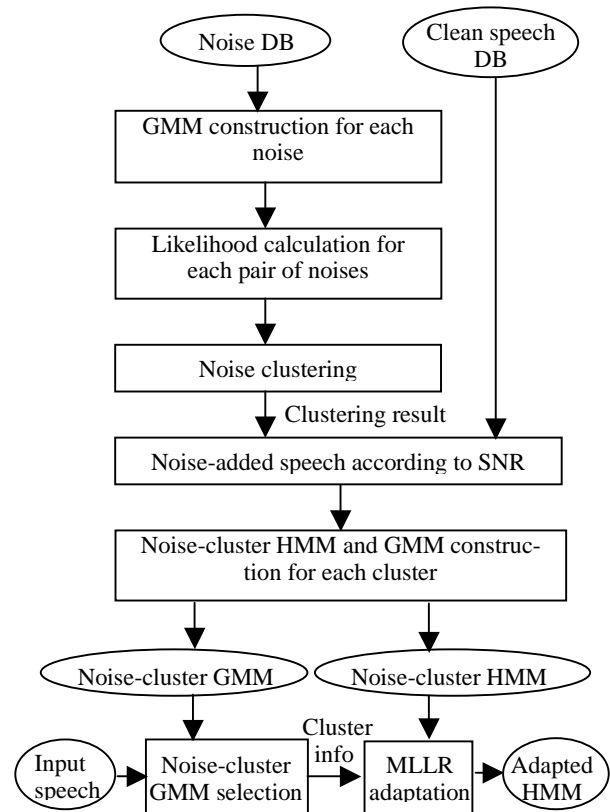 Noise DB
Clean speech
DB
GMM construction for each
noise
Likelihood calculation for
each pair of noises
Noise clustering
Clustering result
Noise-added speech according to SNR
Noise-cluster HMM and GMM construc-
tion for each cluster
Noise-cluster GMM
Noise-cluster HMM
Input
speech
Noise-cluster
GMM selection
Cluster
info
MLLR
adaptation
Adapted
HMM